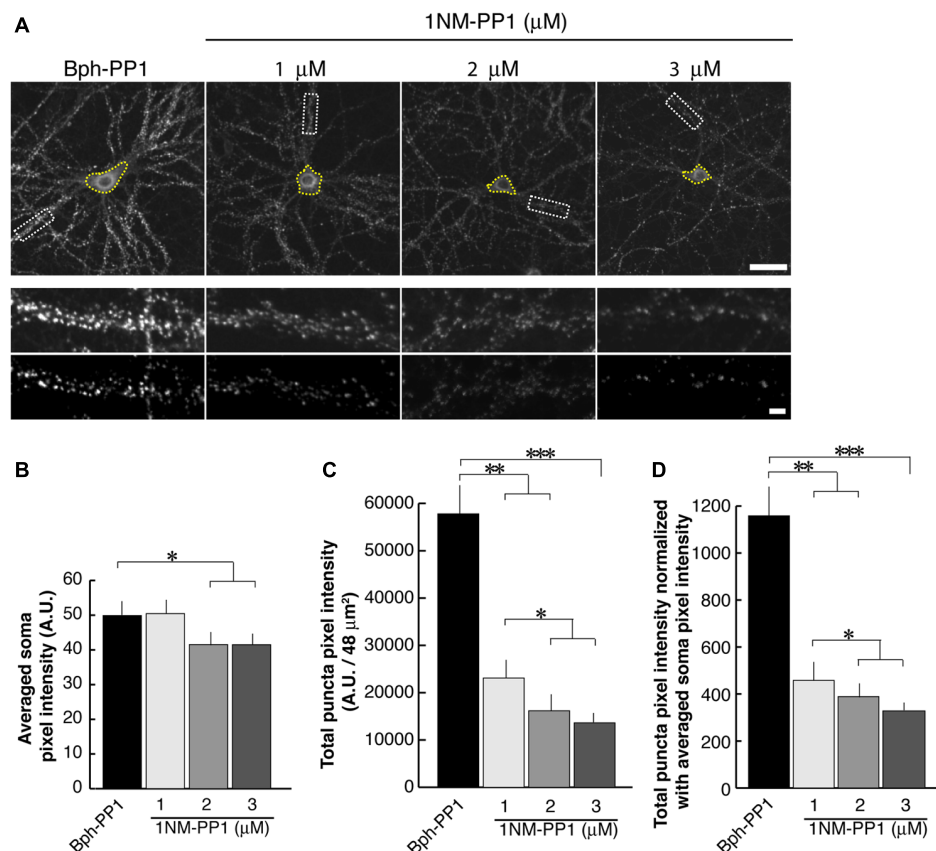 A
1NM-PP1 (μM)
Bph-PP1
1 μM
2 μM
3 μM
B
Averaged soma
pixel intensity (A.U.)
60
50
40
30
20
10
0
*
Bph-PP1
1
2
3
1NM-PP1 (μM)
C
Total puncta pixel intensity
(A.U. / 48 μm²)
60000
50000
40000
30000
20000
10000
0
***
**
*
Bph-PP1
1
2
3
1NM-PP1 (μM)
D
Total puncta pixel intensity normalized
with averaged soma pixel intensity
1200
1000
800
600
400
200
0
***
**
*
Bph-PP1
1
2
3
1NM-PP1 (μM)